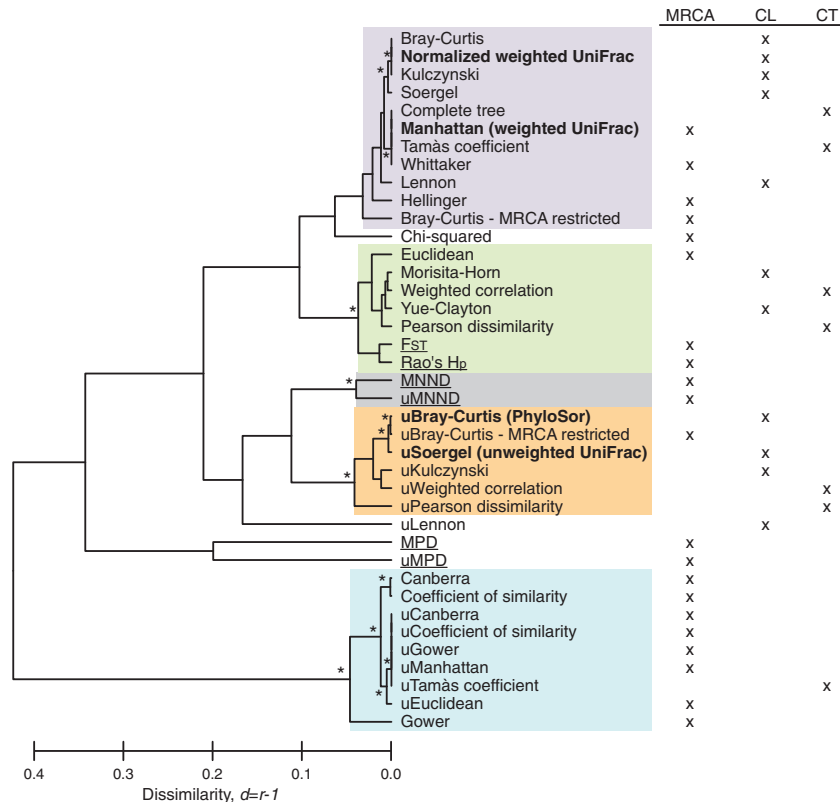 MRCA CL CT
Bray-Curtis x
* Normalized weighted UniFrac x
* Kulczynski x
Soergel x
Complete tree x
Manhattan (weighted UniFrac) x
* Tamàs coefficient x
Whittaker x
Lennon x
Hellinger x
Bray-Curtis - MRCA restricted x
Chi-squared x
Euclidean x
Morisita-Horn x
Weighted correlation x
* Yue-Clayton x
Pearson dissimilarity x
FST x
Rao's Hp x
* MNND x
uMNND x
* uBray-Curtis (PhyloSor) x
* uBray-Curtis - MRCA restricted x
uSoergel (unweighted UniFrac) x
* uKulczynski x
uWeighted correlation x
uPearson dissimilarity x
uLennon x
MPD x
uMPD x
* Canberra x
Coefficient of similarity x
uCanberra x
* uCoefficient of similarity x
uGower x
* * uManhattan x
* uTamàs coefficient x
uEuclidean x
Gower x
0.4 0.3 0.2 0.1 0.0
Dissimilarity, d=r-1